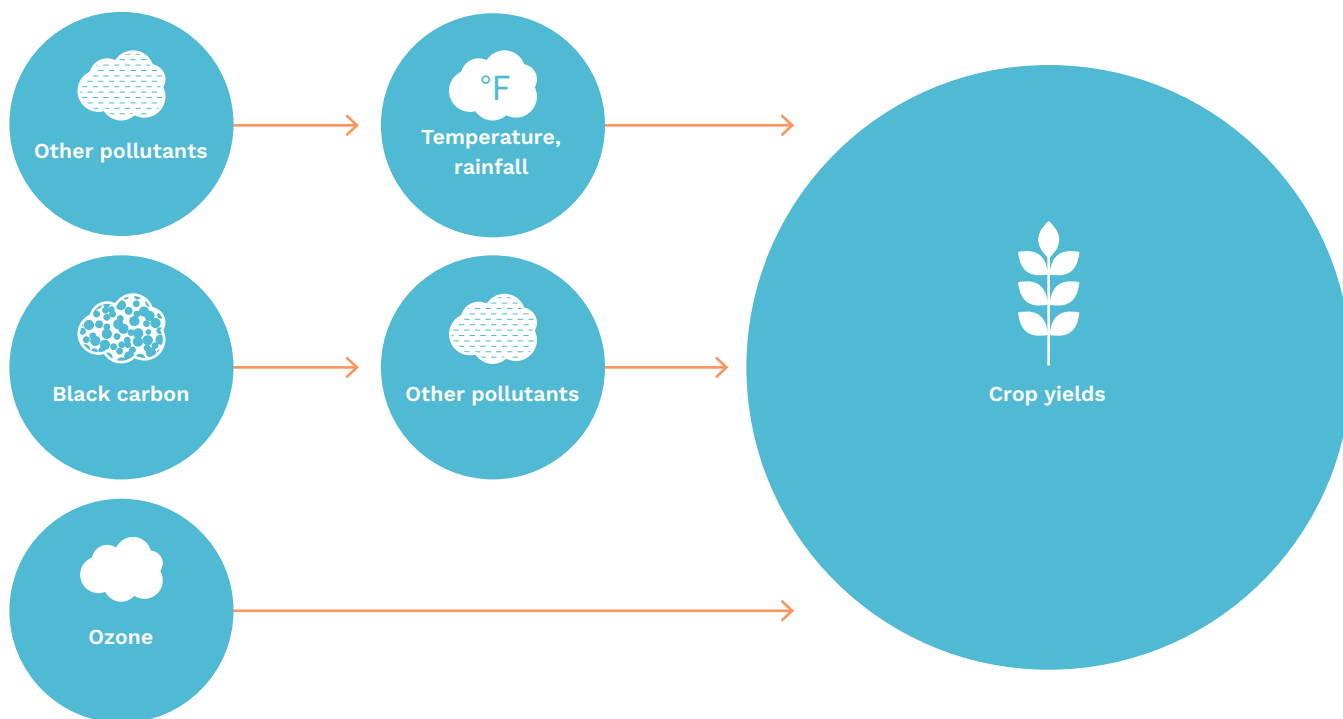 Other pollutants
°F
Temperature,
rainfall
Black carbon
Other pollutants
Crop yields
Ozone